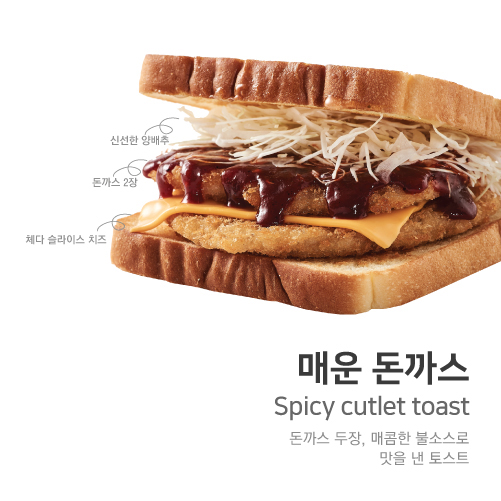 신선한 양배추
돈까스 2장
체다 슬라이스 치즈
매운 돈까스
Spicy cutlet toast
돈까스 두장, 매콤한 불소스로
맛을 낸 토스트